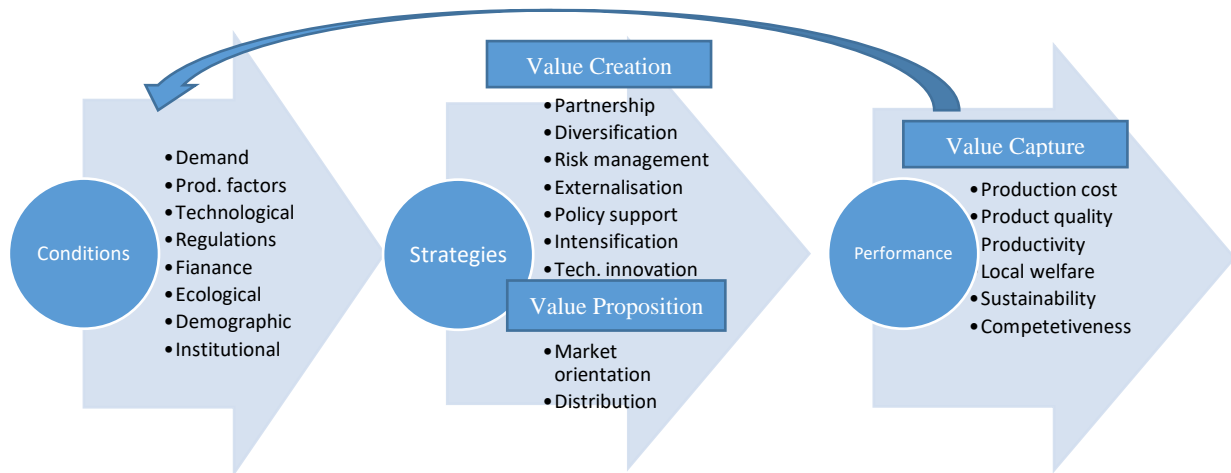 Conditions
•Demand
•Prod. factors
•Technological
•Regulations
•Fianance
•Ecological
•Demographic
•Institutional
Strategies
Value Creation
•Partnership
•Diversification
•Risk management
•Externalisation
•Policy support
•Intensification
•Tech. innovation
Value Proposition
•Market
orientation
•Distribution
Performance
Value Capture
•Production cost
•Product quality
Productivity
Local welfare
•Sustainability
•Competetiveness